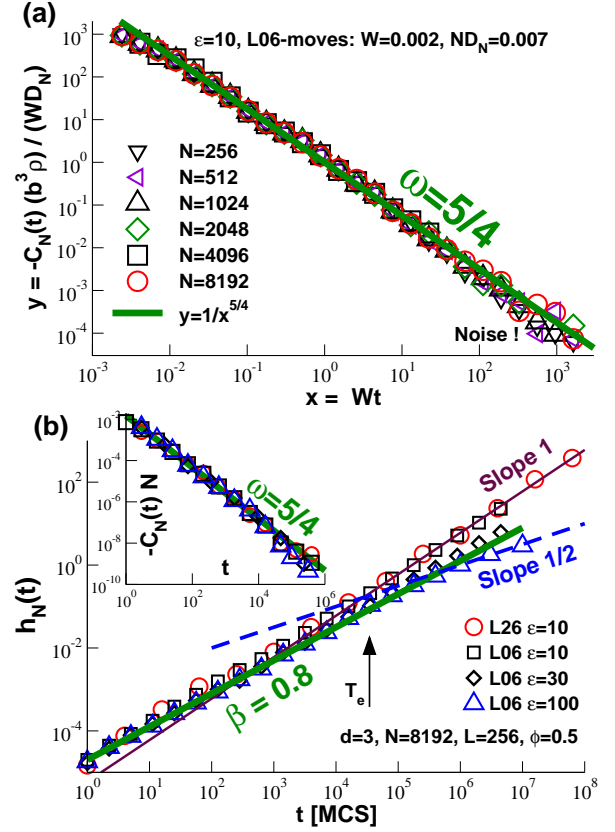 (a)
ε=10, L06-moves: W=0.002, ND_N=0.007
y = -C_N(t) (b^3 ρ) / (WD_N)
10^3
10^2
10^1
10^0
10^-1
10^-2
10^-3
10^-4
N=256
N=512
N=1024
N=2048
N=4096
N=8192
y=1/x^5/4
ω=5/4
Noise !
10^-3 10^-2 10^-1 10^0 10^1 10^2 10^3
x = Wt
(b)
10^-2
10^-4
10^-6
10^-8
10^-10
-C_N(t) N
ω=5/4
t
10^0 10^2 10^4 10^6
Slope 1
Slope 1/2
h_N(t)
10^2
10^0
10^-2
10^-4
β = 0.8
T_e
L26 ε=10
L06 ε=10
L06 ε=30
L06 ε=100
d=3, N=8192, L=256, ϕ=0.5
10^0 10^1 10^2 10^3 10^4 10^5 10^6 10^7 10^8
t [MCS]